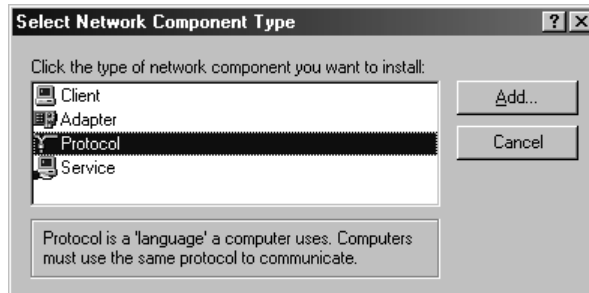 Select Network Component Type
Click the type of network component you want to install:
Client
Adapter
Protocol
Service
Add...
Cancel
Protocol is a 'language' a computer uses. Computers
must use the same protocol to communicate.